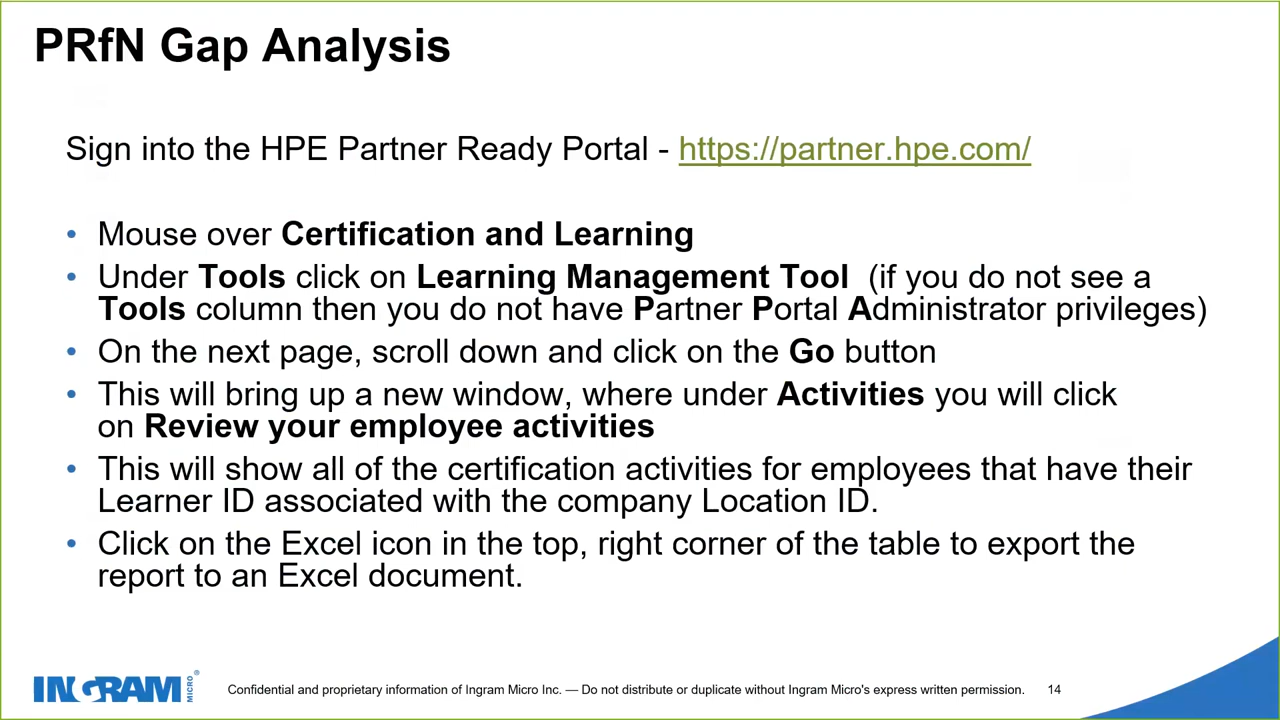 PRfN Gap Analysis
Sign into the HPE Partner Ready Portal - https://partner.hpe.com/
• Mouse over Certification and Learning
• Under Tools click on Learning Management Tool (if you do not see a
Tools column then you do not have Partner Portal Administrator privileges)
• On the next page, scroll down and click on the Go button
• This will bring up a new window, where under Activities you will click
on Review your employee activities
• This will show all of the certification activities for employees that have their
Learner ID associated with the company Location ID.
• Click on the Excel icon in the top, right corner of the table to export the
report to an Excel document.
INGRAM MICRO ®
Confidential and proprietary information of Ingram Micro Inc. — Do not distribute or duplicate without Ingram Micro's express written permission. 14